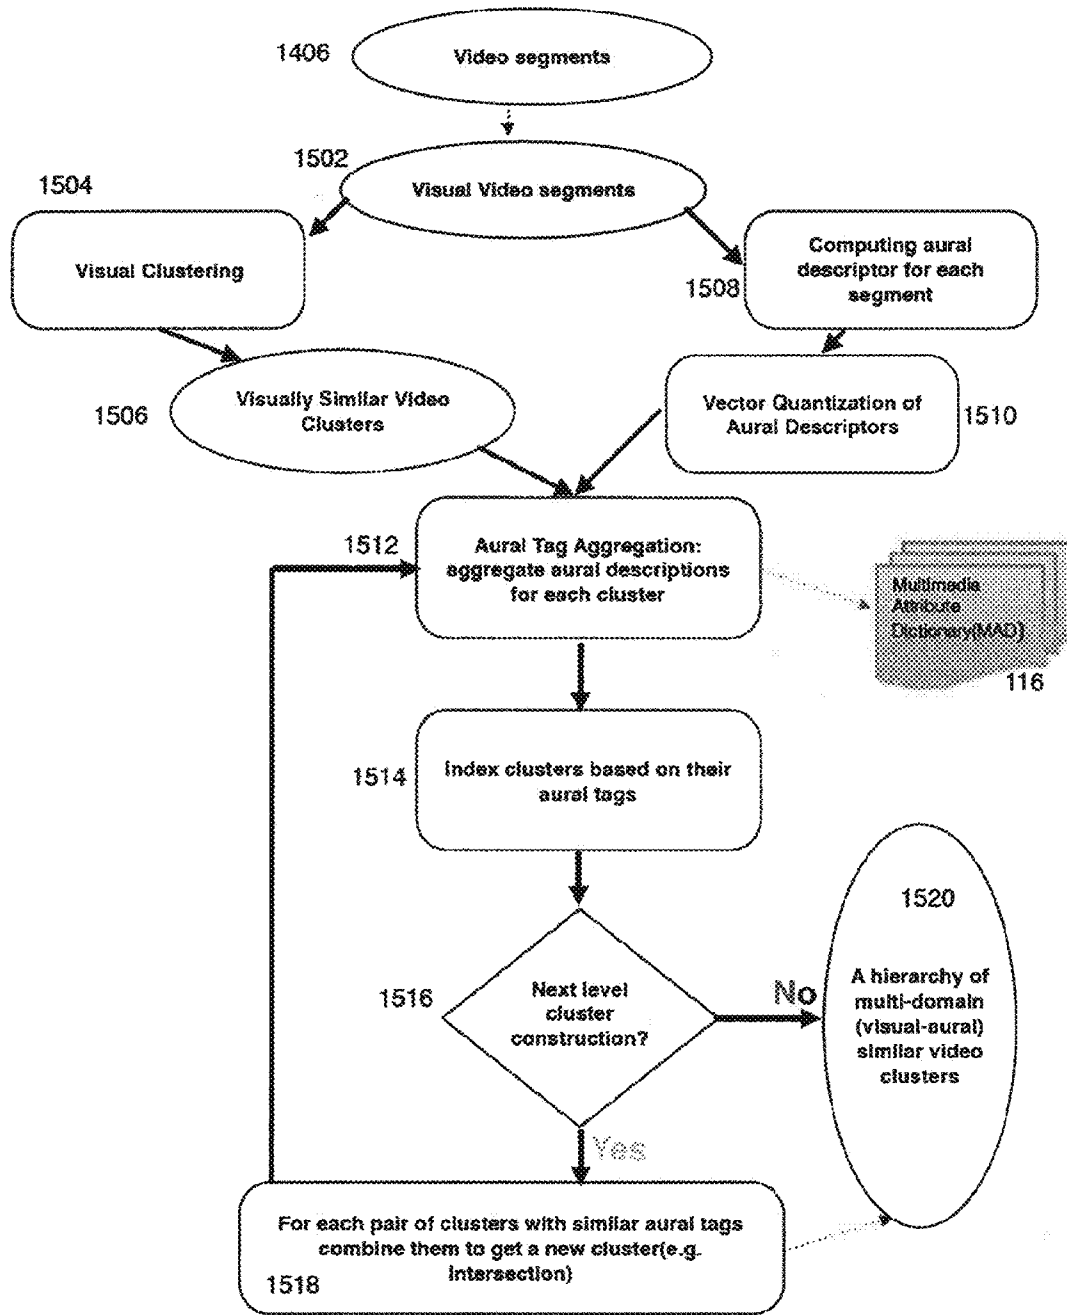 1406
Video segments
1502
Visual Video segments
1504
Visual Clustering
Computing aural
descriptor for each
segment
1508
Visually Similar Video
Clusters
1506
Vector Quantization of
Aural Descriptors
1510
1512
Aural Tag Aggregation:
aggregate aural descriptions
for each cluster
Multimedia
Attribute
Dictionary(MAD)
116
1514
Index clusters based on their
aural tags
1516
Next level
cluster
construction?
No
1520
A hierarchy of
multi-domain
(visual-aural)
similar video
clusters
Yes
For each pair of clusters with similar aural tags
combine them to get a new cluster(e.g.
intersection)
1518